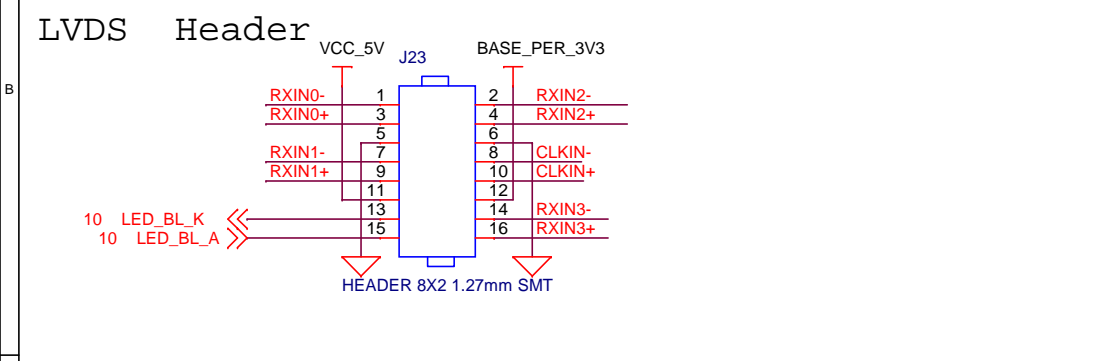 LVDS Header
VCC_5V J23 BASE_PER_3V3
B
RXIN0- 1 2 RXIN2-
RXIN0+ 3 4 RXIN2+
5 6
RXIN1- 7 8 CLKIN-
RXIN1+ 9 10 CLKIN+
11 12
10 LED_BL_K 13 14 RXIN3-
10 LED_BL_A 15 16 RXIN3+
HEADER 8X2 1.27mm SMT